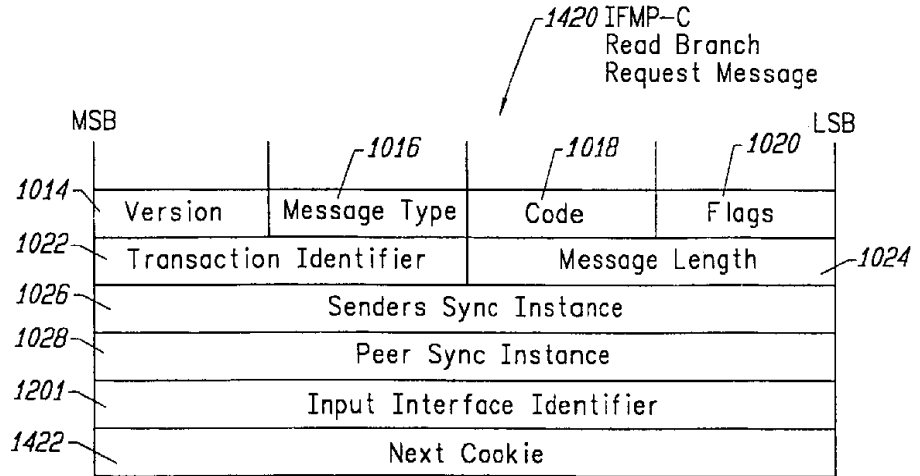 1420 IFMP-C
Read Branch
Request Message
MSB
LSB
1016
1018
1020
1014
Version
Message Type
Code
Flags
1022
Transaction Identifier
Message Length
1024
1026
Senders Sync Instance
1028
Peer Sync Instance
1201
Input Interface Identifier
1422
Next Cookie